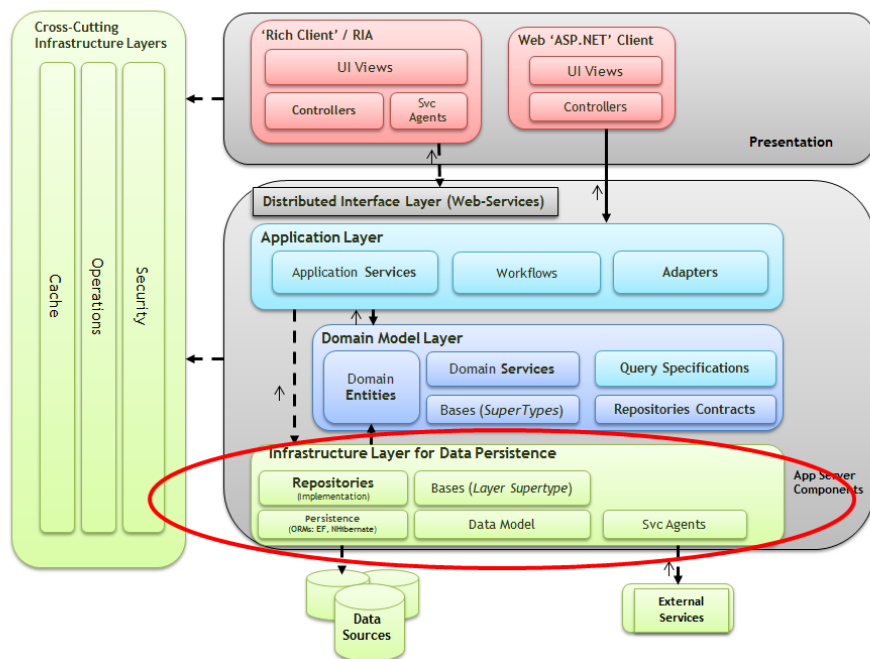 Cross-Cutting
Infrastructure Layers
Cache
Operations
Security
‘Rich Client’ / RIA
UI Views
Controllers
Svc
Agents
Web ‘ASP.NET’ Client
UI Views
Controllers
Presentation
Distributed Interface Layer (Web-Services)
Application Layer
Application Services
Workflows
Adapters
Domain Model Layer
Domain
Entities
Domain Services
Query Specifications
Bases (SuperTypes)
Repositories Contracts
Infrastructure Layer for Data Persistence
Repositories
(Implementation)
Bases (Layer Supertype)
Persistence
(ORMs: EF, NHibernate)
Data Model
Svc Agents
App Server
Components
Data
Sources
External
Services